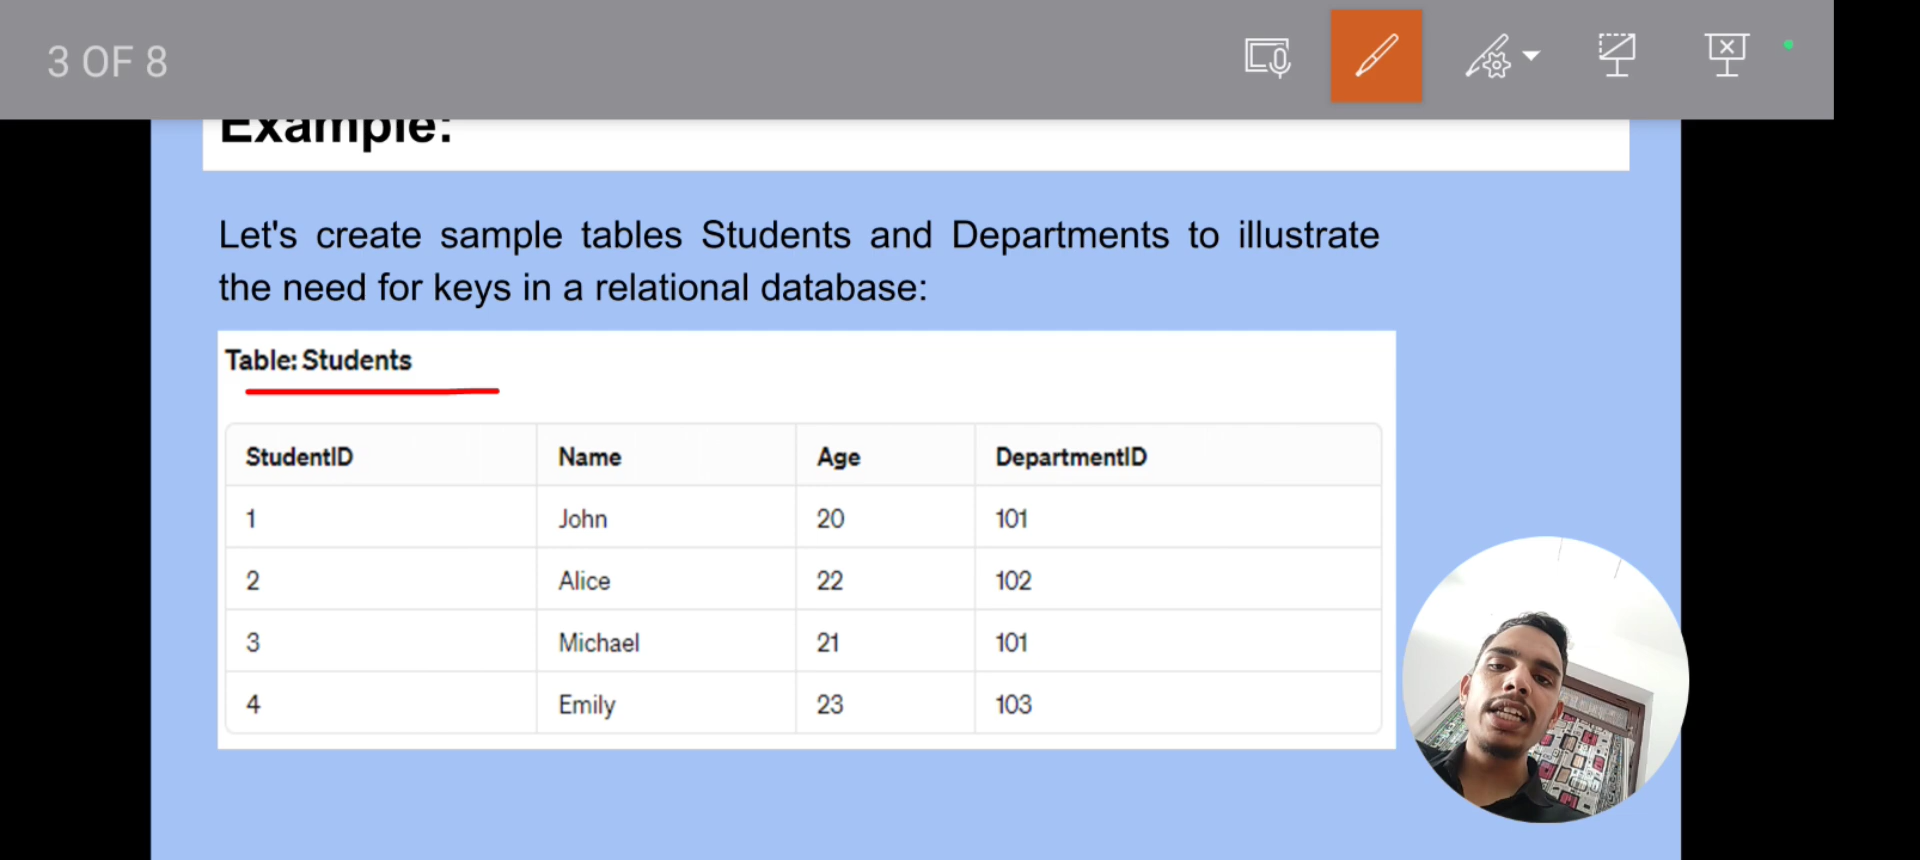 3 OF 8
Example:
Let's create sample tables Students and Departments to illustrate
the need for keys in a relational database:
Table: Students
StudentID Name Age DepartmentID
1 John 20 101
2 Alice 22 102
3 Michael 21 101
4 Emily 23 103